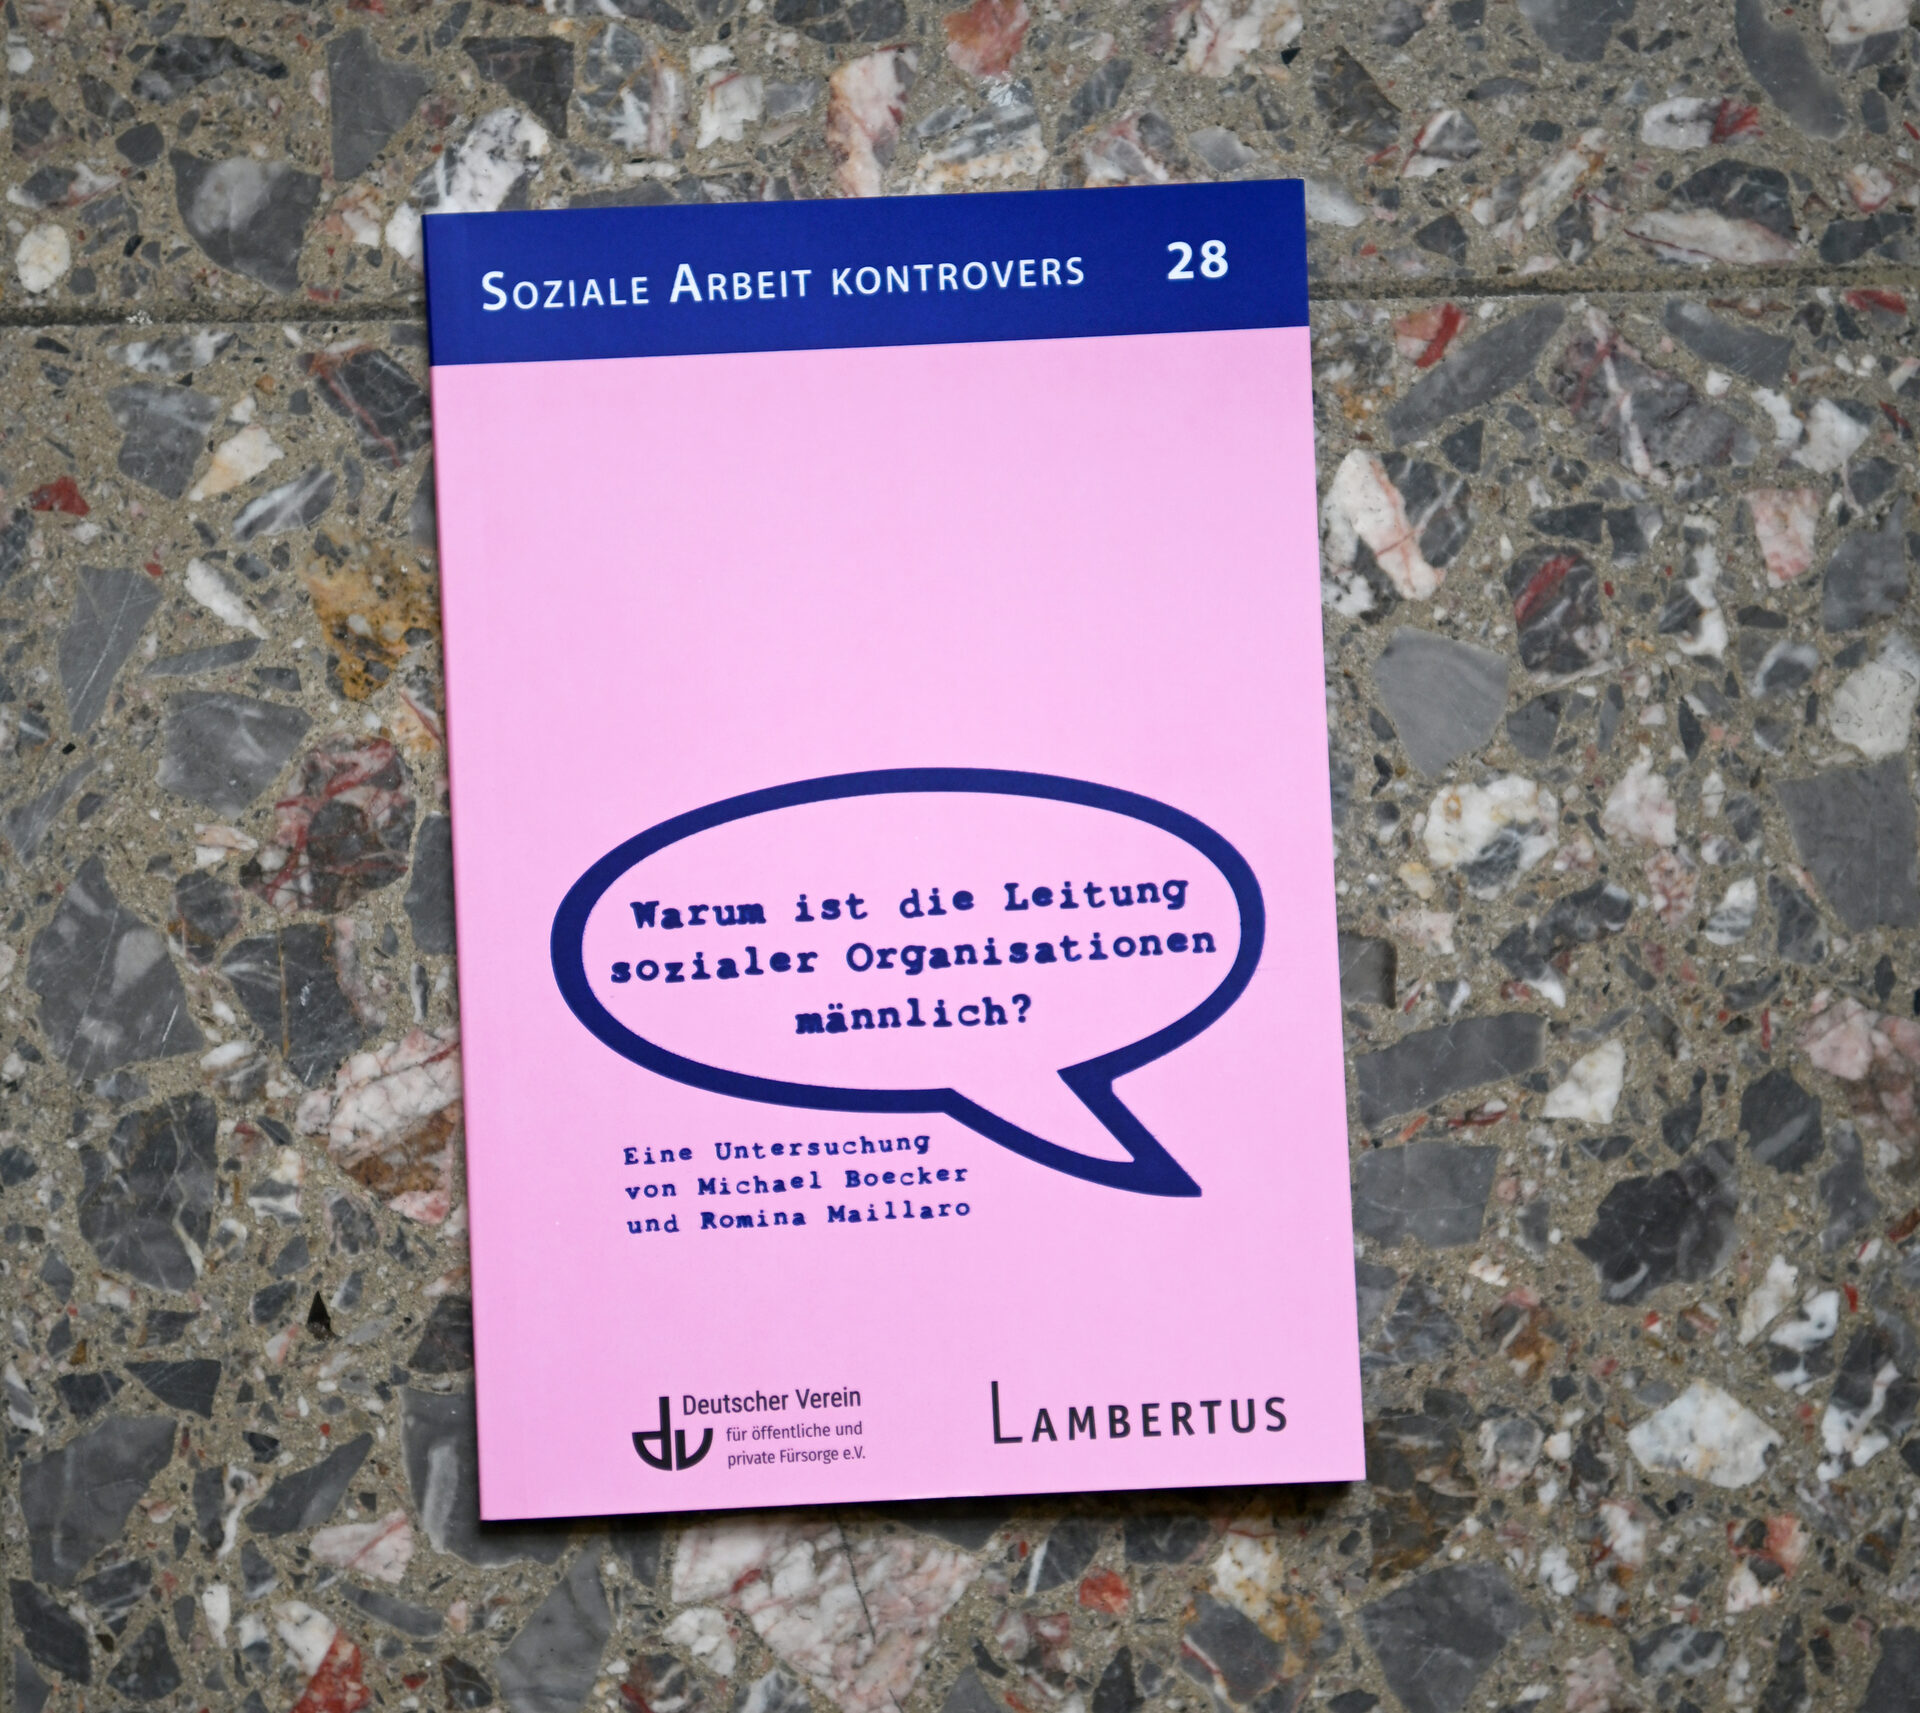 SOZIALE ARBEIT KONTROVERS 28
Warum ist die Leitung
sozialer Organisationen
männlich?
Eine Untersuchung
von Michael Boecker
und Romina Maillaro
dv Deutscher Verein
für öffentliche und
private Fürsorge e.V.
LAMBERTUS